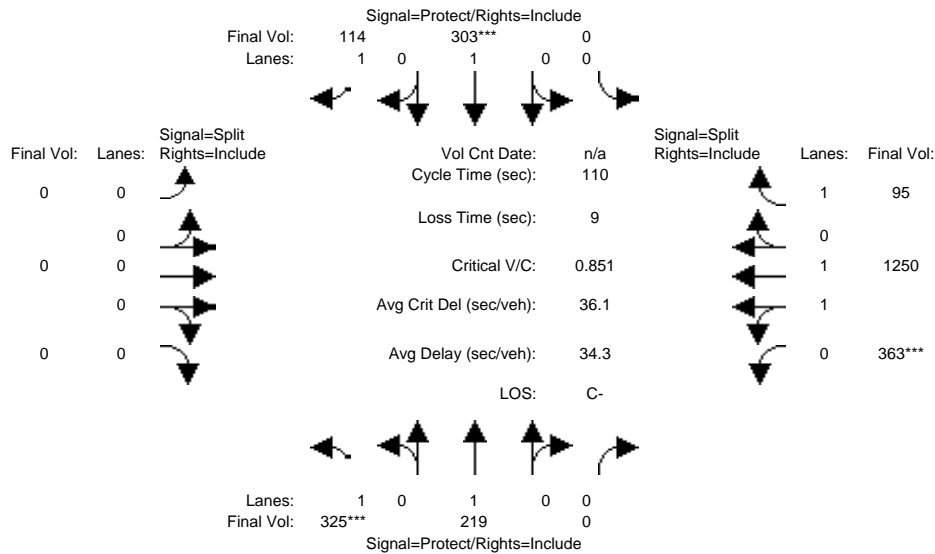 Signal=Protect/Rights=Include
Final Vol: 114 303*** 0
Lanes: 1 0 1 0 0
Signal=Split Signal=Split
Final Vol: Lanes: Rights=Include Vol Cnt Date: n/a Rights=Include Lanes: Final Vol:
Cycle Time (sec): 110
0 0 1 95
Loss Time (sec): 9
0 0
0 0 Critical V/C: 0.851 1 1250
0 Avg Crit Del (sec/veh): 36.1 1
0 0 Avg Delay (sec/veh): 34.3 0 363***
LOS: C-
Lanes: 1 0 1 0 0
Final Vol: 325*** 219 0
Signal=Protect/Rights=Include